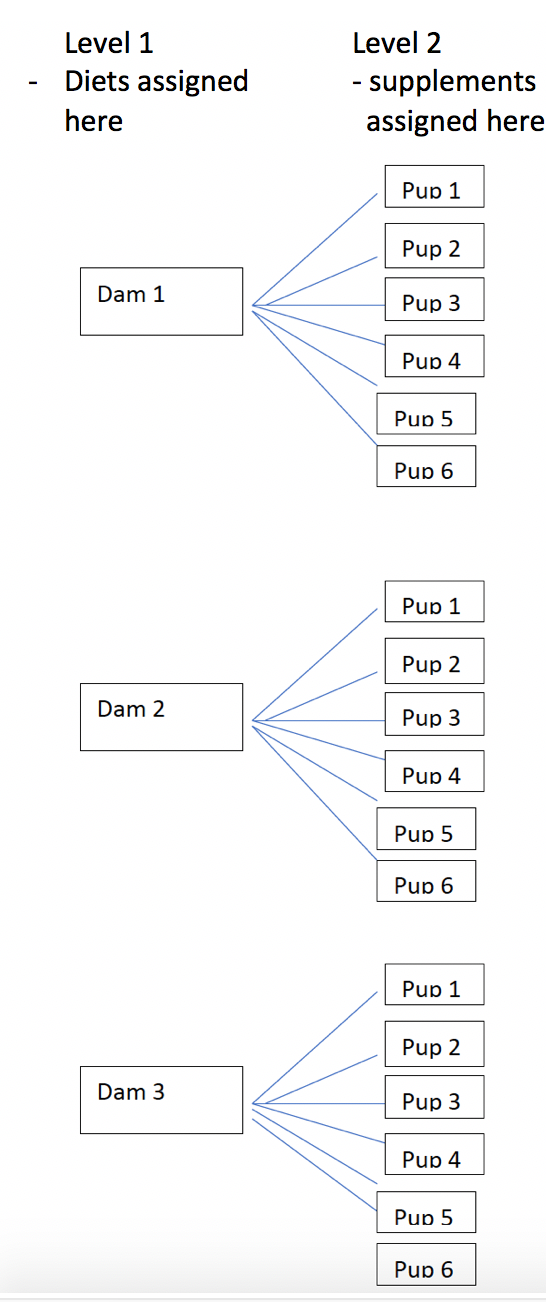 Level 1
- Diets assigned
here
Level 2
- supplements
assigned here
Dam 1
Pup 1
Pup 2
Pup 3
Pup 4
Pup 5
Pup 6
Dam 2
Pup 1
Pup 2
Pup 3
Pup 4
Pup 5
Pup 6
Dam 3
Pup 1
Pup 2
Pup 3
Pup 4
Pup 5
Pup 6